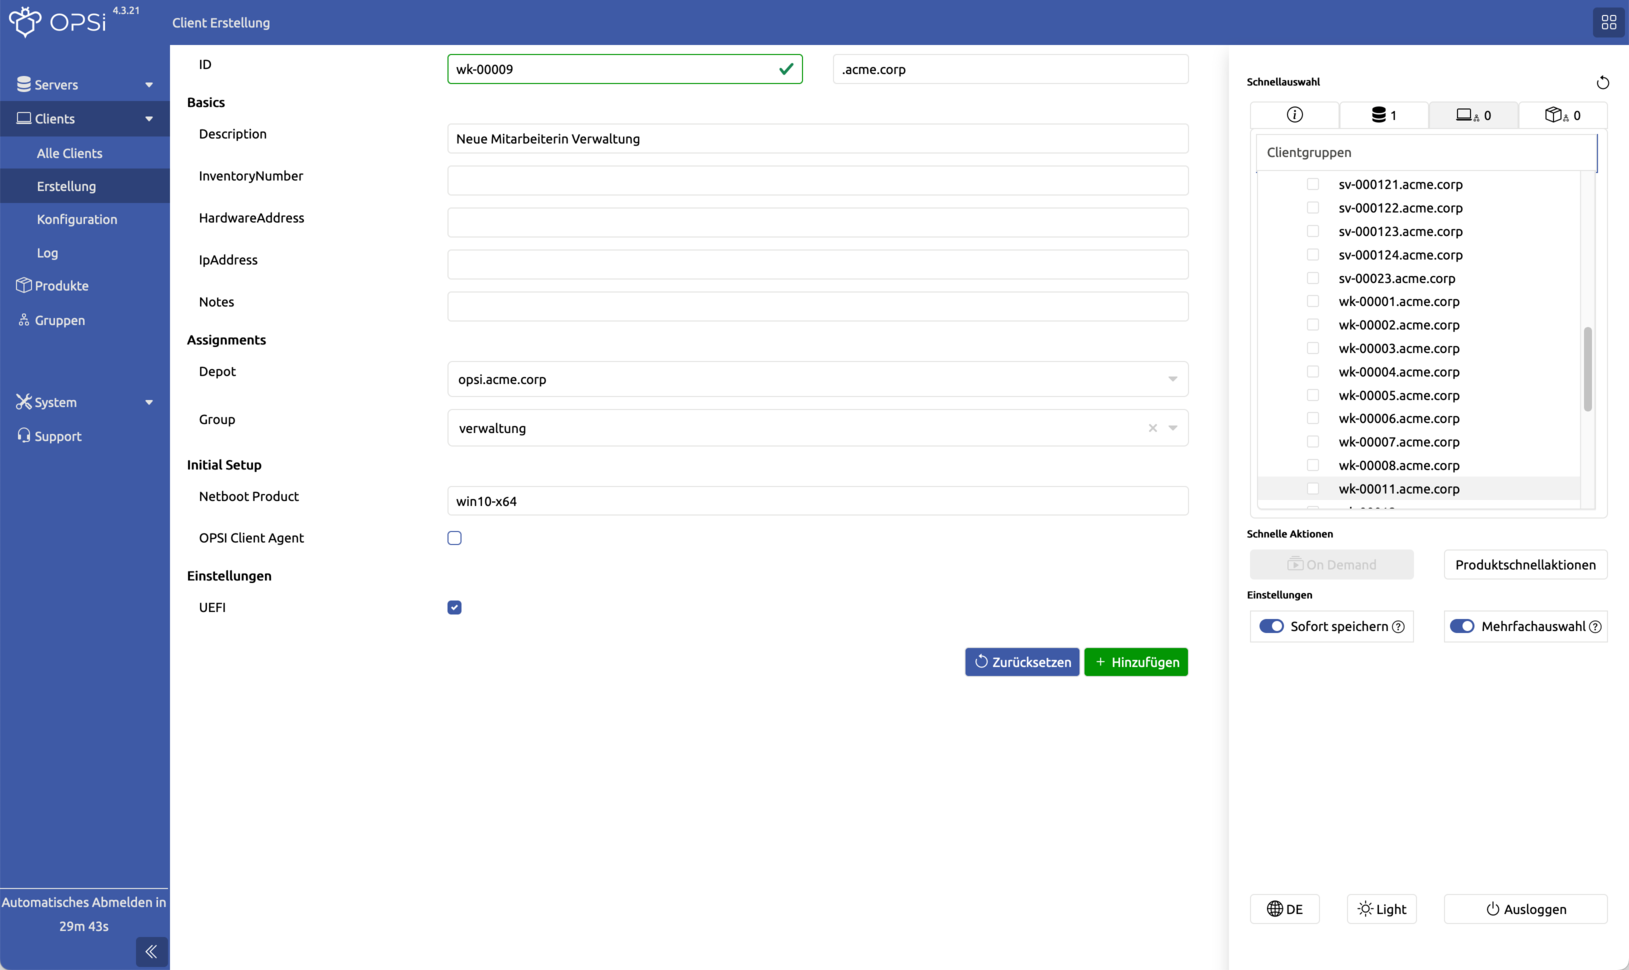 OPSi 4.3.21
Client Erstellung
Servers
Clients
Alle Clients
Erstellung
Konfiguration
Log
Produkte
Gruppen
System
Support
Automatisches Abmelden in
29m 43s
ID
wk-00009
.acme.corp
Basics
Description
Neue Mitarbeiterin Verwaltung
InventoryNumber
HardwareAddress
IpAddress
Notes
Assignments
Depot
opsi.acme.corp
Group
verwaltung
Initial Setup
Netboot Product
win10-x64
OPSI Client Agent
Einstellungen
UEFI
Zurücksetzen
+ Hinzufügen
Schnellauswahl
1
0
0
Clientgruppen
sv-000121.acme.corp
sv-000122.acme.corp
sv-000123.acme.corp
sv-000124.acme.corp
sv-00023.acme.corp
wk-00001.acme.corp
wk-00002.acme.corp
wk-00003.acme.corp
wk-00004.acme.corp
wk-00005.acme.corp
wk-00006.acme.corp
wk-00007.acme.corp
wk-00008.acme.corp
wk-00011.acme.corp
Schnelle Aktionen
On Demand
Produktschnellaktionen
Einstellungen
Sofort speichern
Mehrfachauswahl
DE
Light
Ausloggen